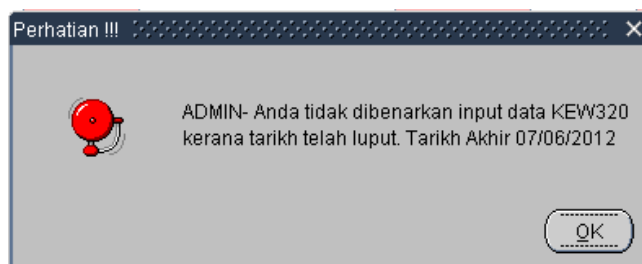 Perhatian !!!
ADMIN- Anda tidak dibenarkan input data KEW320
kerana tarikh telah luput. Tarikh Akhir 07/06/2012
OK